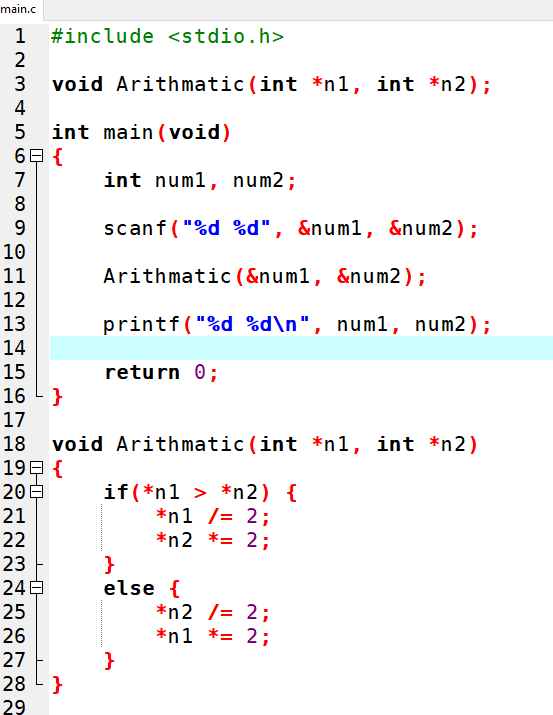 main.c
1 #include <stdio.h>
2
3 void Arithmatic(int *n1, int *n2);
4
5 int main(void)
6 {
7 int num1, num2;
8
9 scanf("%d %d", &num1, &num2);
10
11 Arithmatic(&num1, &num2);
12
13 printf("%d %d\n", num1, num2);
14
15 return 0;
16 }
17
18 void Arithmatic(int *n1, int *n2)
19 {
20 if(*n1 > *n2) {
21 *n1 /= 2;
22 *n2 *= 2;
23 }
24 else {
25 *n2 /= 2;
26 *n1 *= 2;
27 }
28 }
29